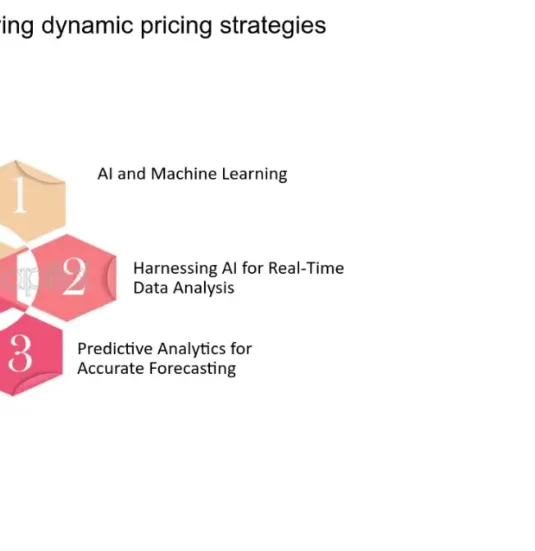 dynamic pricing strategies
1
AI and Machine Learning
2
Harnessing AI for Real-Time
Data Analysis
3
Predictive Analytics for
Accurate Forecasting